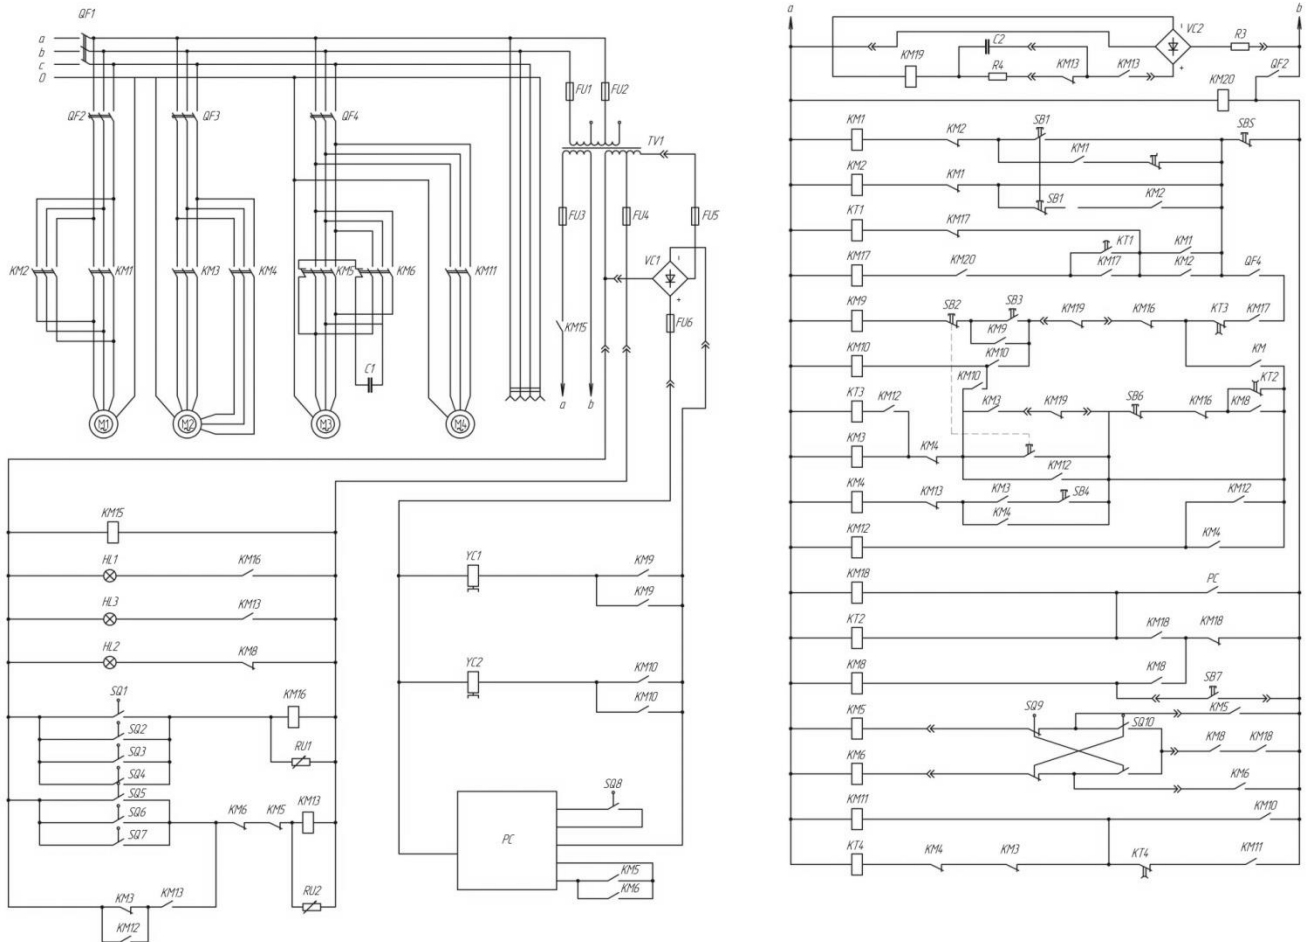 QF1
a
b
c
0
QF2
QF3
QF4
FU1
FU2
TV1
FU3
FU4
FU5
VC1
-
+
FU6
KM2
KM1
KM3
KM4
KM5
KM6
KM11
KM15
C1
a
b
M1
M2
M3
M4
KM15
HL1
KM16
HL3
KM13
HL2
KM8
SQ1
KM16
SQ2
SQ3
RU1
SQ4
SQ5
SQ6
KM6
KM5
KM13
SQ7
KM3
KM13
RU2
KM12
YC1
KM9
KM9
YC2
KM10
KM10
PC
SQ8
KM5
KM6
a
b
VC2
-
+
R3
C2
KM19
R4
KM13
KM13
QF2
KM20
KM1
KM2
SB1
SBS
KM1
KM2
KM1
SB1
KM2
KT1
KM17
KT1
KM1
KM17
KM20
KM17
KM2
QF4
KM9
SB2
SB3
KM19
KM16
KT3
KM17
KM9
KM10
KM10
KM
KM10
KT2
KT3
KM12
KM3
KM19
SB6
KM16
KM8
KM3
KM4
KM12
KM4
KM13
KM3
SB4
KM12
KM4
KM12
KM4
KM18
PC
KT2
KM18
KM18
KM8
KM8
SB7
KM5
SQ9
SQ10
KM5
KM6
KM8
KM18
KM6
KM11
KM10
KT4
KM4
KM3
KT4
KM11